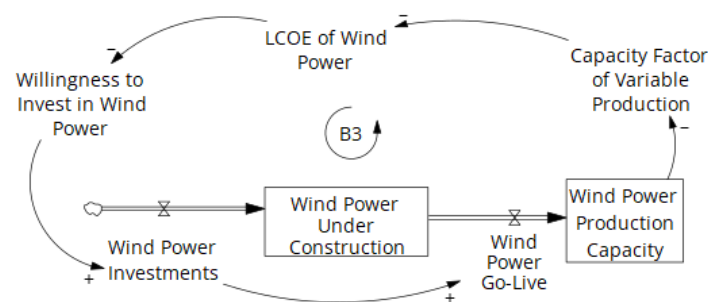 LCOE of Wind
Power
Capacity Factor
of Variable
Production
Willingness to
Invest in Wind
Power
B3
Wind Power
Under
Construction
Wind Power
Production
Capacity
Wind Power
Investments
Wind
Power
Go-Live
–
–
–
+
+